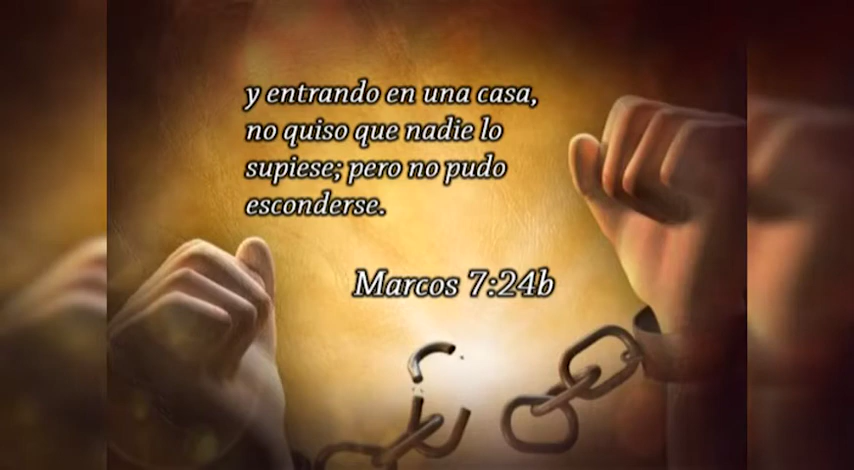 y entrando en una casa,
no quiso que nadie lo
supiese; pero no pudo
esconderse.
Marcos 7:24b